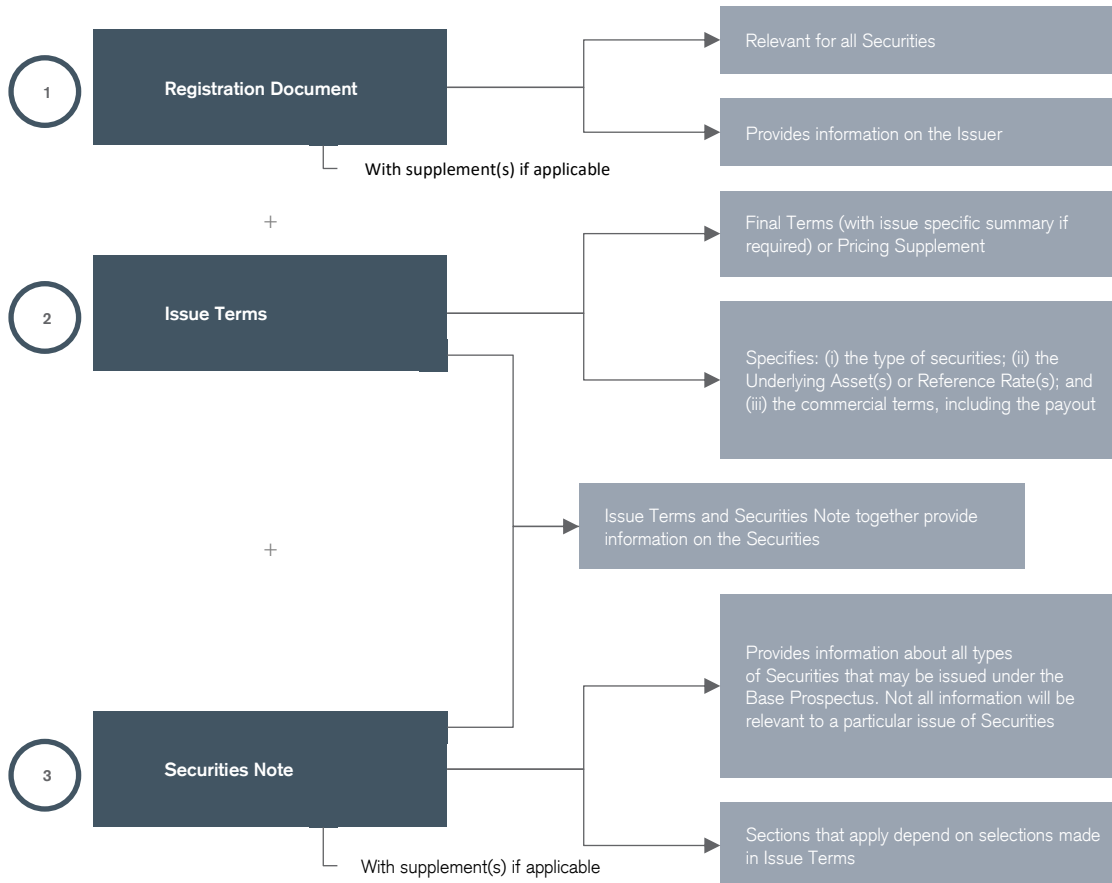 1
Registration Document
With supplement(s) if applicable
Relevant for all Securities
Provides information on the Issuer
+
2
Issue Terms
Final Terms (with issue specific summary if
required) or Pricing Supplement
Specifies: (i) the type of securities; (ii) the
Underlying Asset(s) or Reference Rate(s); and
(iii) the commercial terms, including the payout
Issue Terms and Securities Note together provide
information on the Securities
+
3
Securities Note
With supplement(s) if applicable
Provides information about all types
of Securities that may be issued under the
Base Prospectus. Not all information will be
relevant to a particular issue of Securities
Sections that apply depend on selections made
in Issue Terms